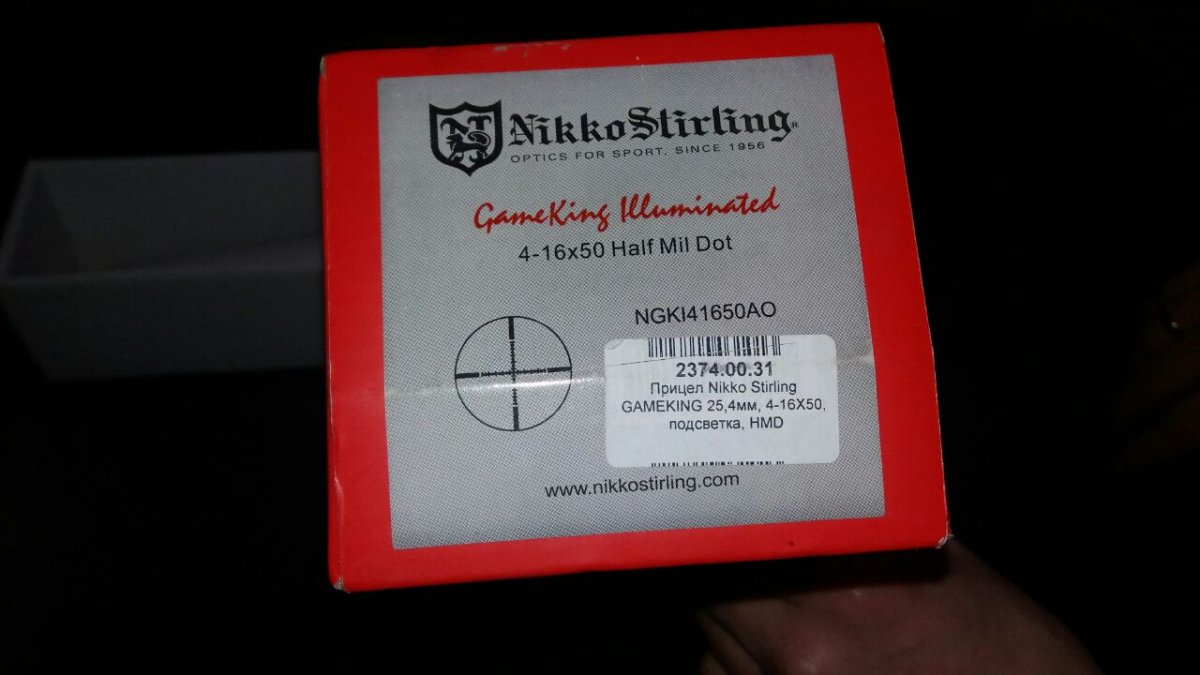 NikkoStirling®
OPTICS FOR SPORT, SINCE 1956
GameKing Illuminated
4-16x50 Half Mil Dot
NGKI41650AO
2374.00.31
Прицел Nikko Stirling
GAMEKING 25,4мм, 4-16X50,
подсветка, HMD
www.nikkostirling.com